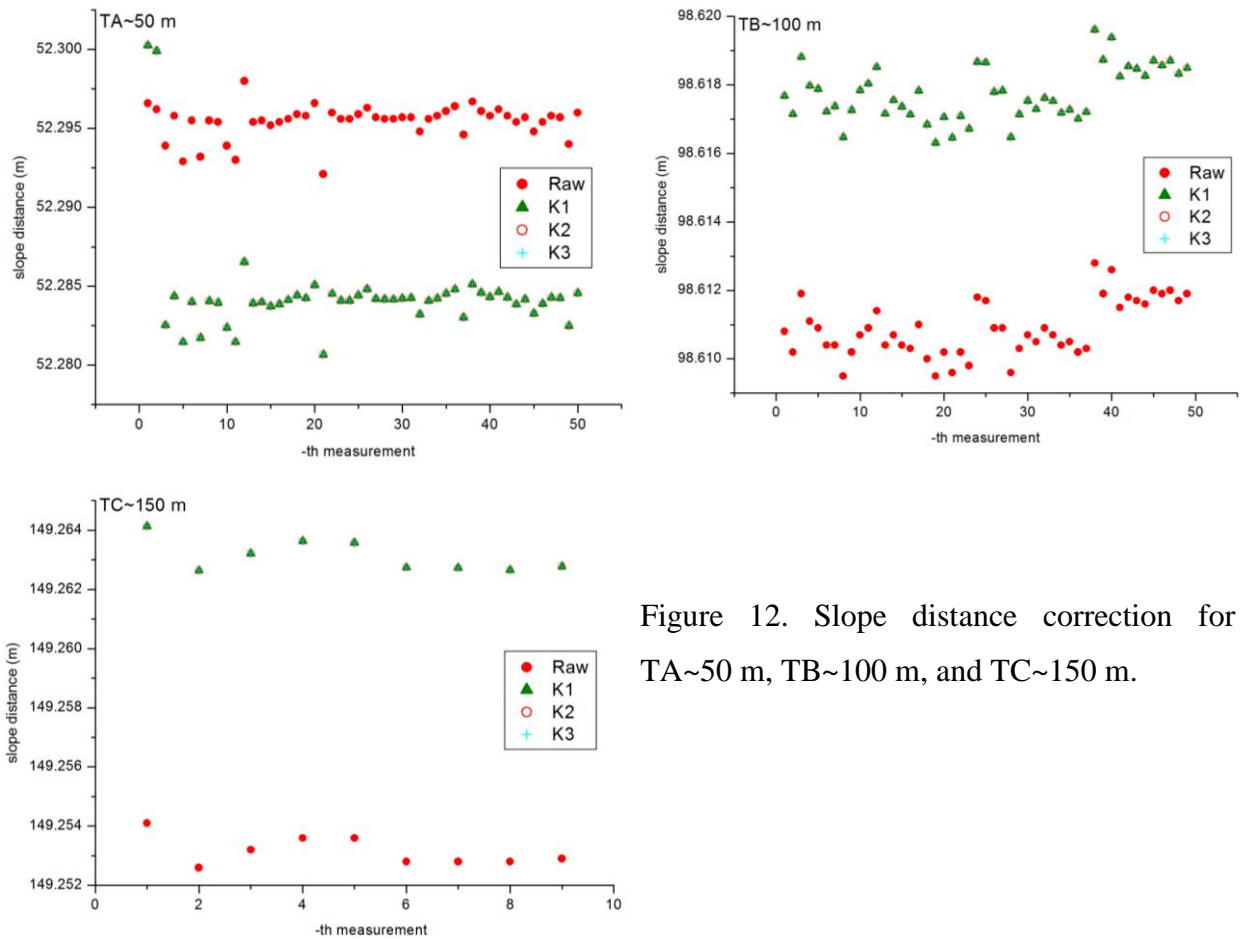 TA~50 m
52.300
52.295
52.290
52.285
52.280
slope distance (m)
0 10 20 30 40 50
-th measurement
Raw
K1
K2
K3
TB~100 m
98.620
98.618
98.616
98.614
98.612
98.610
slope distance (m)
0 10 20 30 40 50
-th measurement
Raw
K1
K2
K3
TC~150 m
149.264
149.262
149.260
149.258
149.256
149.254
149.252
slope distance (m)
0 2 4 6 8 10
-th measurement
Raw
K1
K2
K3
Figure 12. Slope distance correction for
TA~50 m, TB~100 m, and TC~150 m.